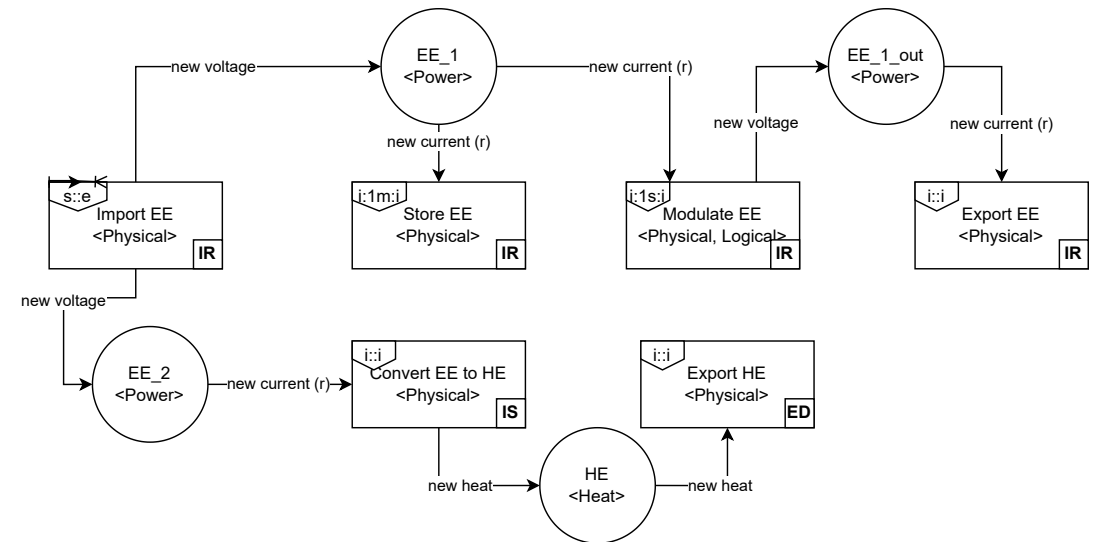 EE_1
<Power>
EE_1_out
<Power>
new voltage
new current (r)
new current (r)
new voltage
new current (r)
s::e
Import EE
<Physical>
IR
i:1m:i
Store EE
<Physical>
IR
i:1s:i
Modulate EE
<Physical, Logical>
IR
i::i
Export EE
<Physical>
IR
new voltage
EE_2
<Power>
new current (r)
i::i
Convert EE to HE
<Physical>
IS
i::i
Export HE
<Physical>
ED
new heat
HE
<Heat>
new heat